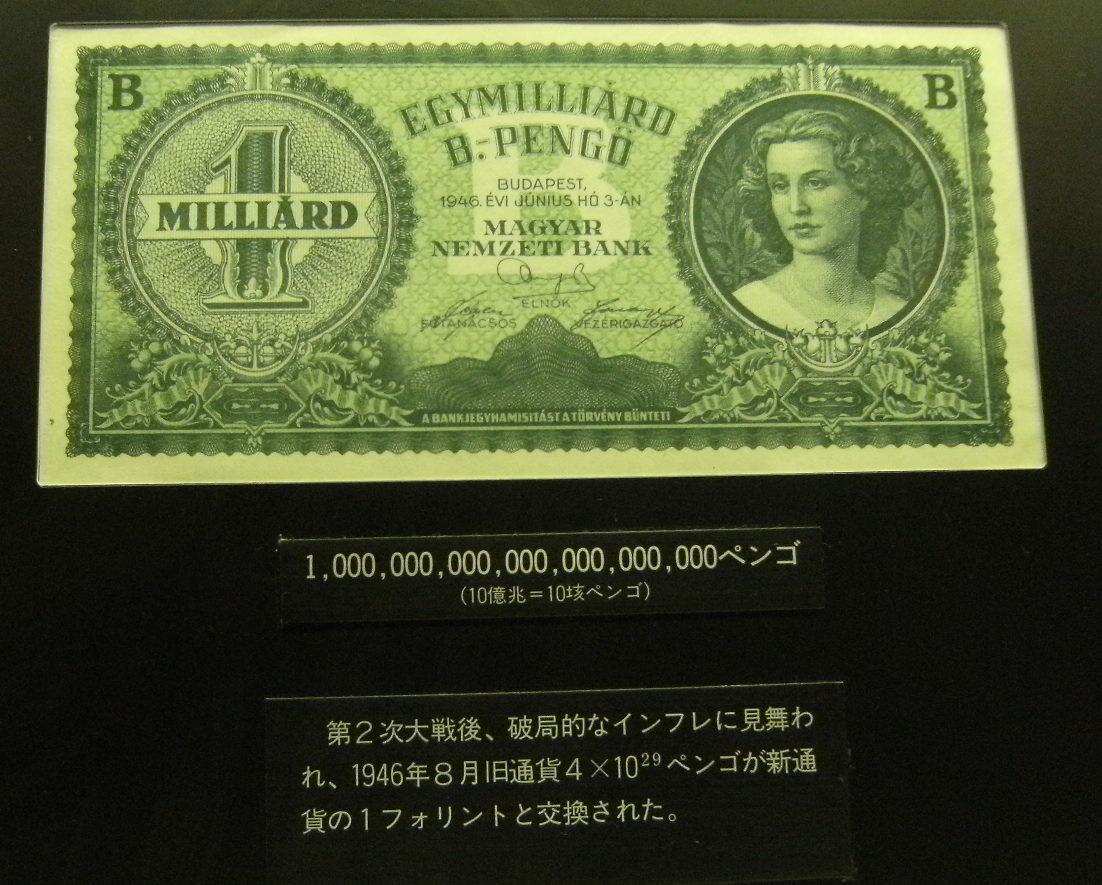 B
B
1
MILLIÁRD
EGYMILLIÁRD
B.-PENGŐ
BUDAPEST,
1946. ÉVI JÚNIUS HÓ 3-ÁN
MAGYAR
NEMZETI BANK
ELNÖK
FŐTANÁCSOS
VEZÉRIGAZGATÓ
A BANKJEGYHAMISITÁST A TÖRVÉNY BÜNTETI
1,000,000,000,000,000,000,000ペンゴ
(10億兆=10垓ペンゴ)
第2次大戦後、破局的なインフレに見舞わ
れ、1946年8月旧通貨4×10²⁹ペンゴが新通
貨の1フォリントと交換された。